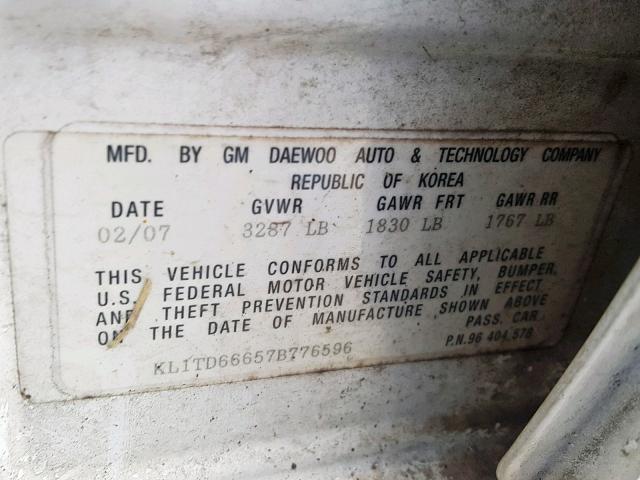 MFD. BY GM DAEWOO AUTO & TECHNOLOGY COMPANY
REPUBLIC OF KOREA
DATE GVWR GAWR FRT GAWR RR
02/07 3287 LB 1830 LB 1767 LB
THIS VEHICLE CONFORMS TO ALL APPLICABLE
U.S. FEDERAL MOTOR VEHICLE SAFETY, BUMPER,
AND THEFT PREVENTION STANDARDS IN EFFECT
ON THE DATE OF MANUFACTURE SHOWN ABOVE
PASS. CAR
P.N. 96 404 578
KL1TD66657B776596